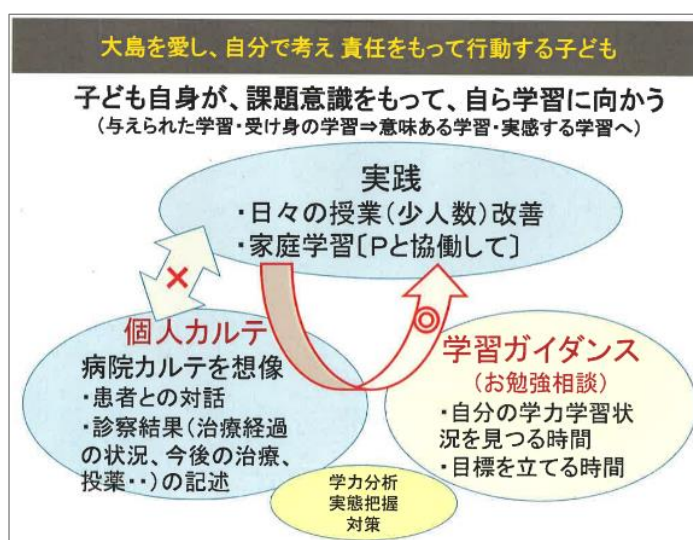 大島を愛し、自分で考え 責任をもって行動する子ども
子ども自身が、課題意識をもって、自ら学習に向かう
(与えられた学習・受け身の学習⇒意味ある学習・実感する学習へ)
実践
・日々の授業(少人数)改善
・家庭学習〔Pと協働して〕
×
◎
個人カルテ
病院カルテを想像
・患者との対話
・診察結果(治療経過
の状況、今後の治療、
投薬・・)の記述
学習ガイダンス
(お勉強相談)
・自分の学力学習状
況を見つる時間
・目標を立てる時間
学力分析
実態把握
対策